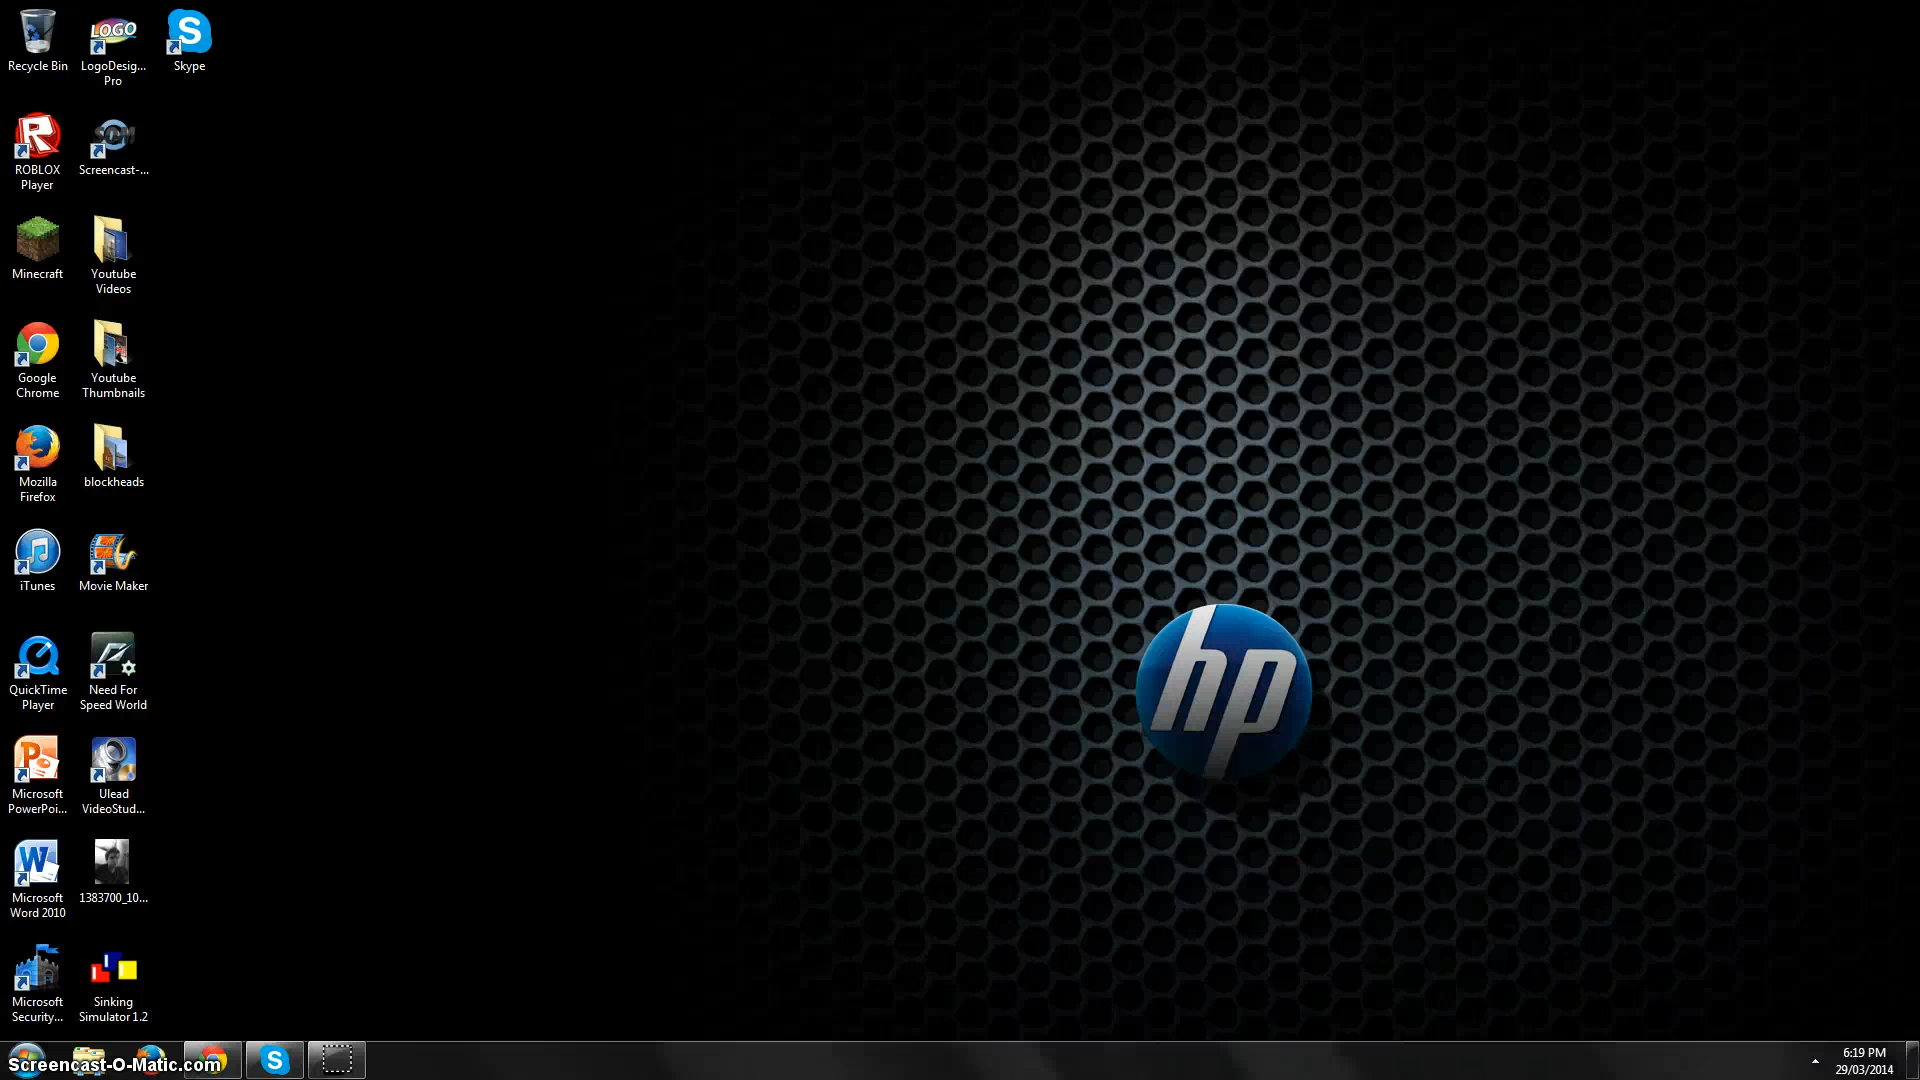 Recycle Bin
LOGO
LogoDesig...
Pro
S
Skype
R
ROBLOX
Player
SOM
Screencast-...
Minecraft
Youtube
Videos
Google
Chrome
Youtube
Thumbnails
Mozilla
Firefox
blockheads
iTunes
Movie Maker
QuickTime
Player
Need For
Speed World
hp
P
Microsoft
PowerPoi...
Ulead
VideoStud...
W
Microsoft
Word 2010
1383700_10...
Microsoft
Security...
Sinking
Simulator 1.2
Screencast-O-Matic.com
S
6:19 PM
29/03/2014